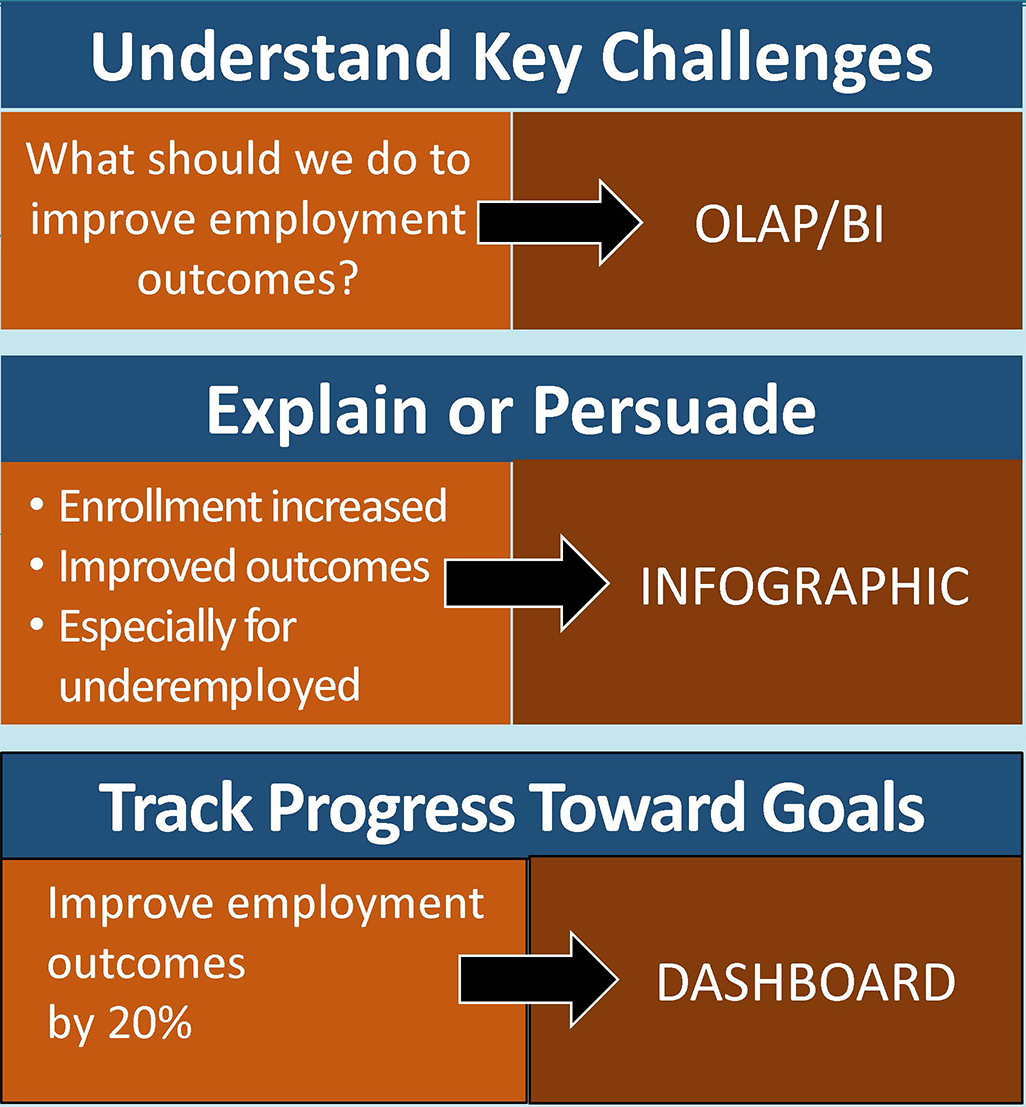 Understand Key Challenges
What should we do to
improve employment
outcomes?
OLAP/BI
Explain or Persuade
• Enrollment increased
• Improved outcomes
• Especially for
underemployed
INFOGRAPHIC
Track Progress Toward Goals
Improve employment
outcomes
by 20%
DASHBOARD